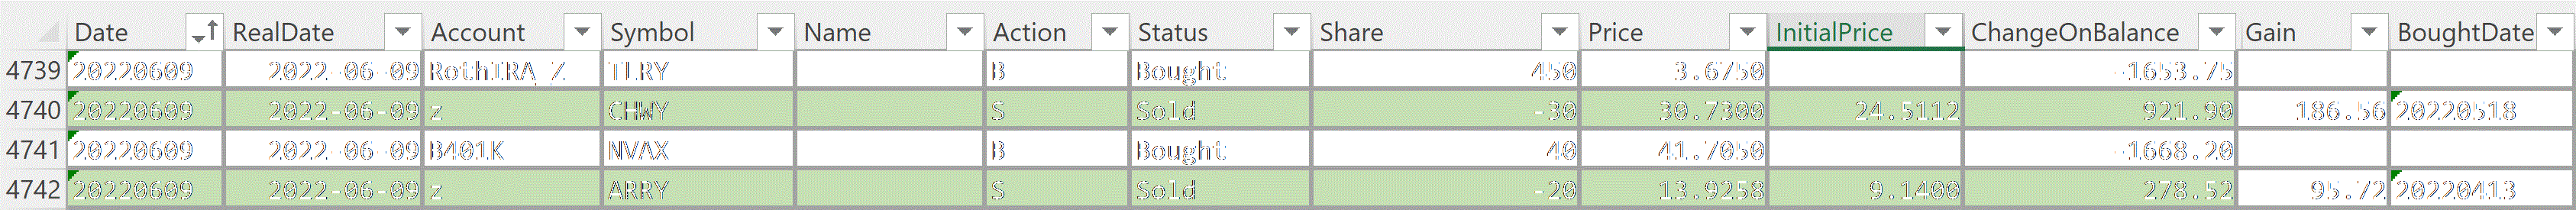 Date RealDate Account Symbol Name Action Status Share Price InitialPrice ChangeOnBalance Gain BoughtDate
4739 20220609 2022-06-09 RothIRA_Z TLRY B Bought 450 3.6750 -1653.75
4740 20220609 2022-06-09 z CHWY S Sold -30 30.7300 24.5112 921.90 186.56 20220518
4741 20220609 2022-06-09 B401K NVAX B Bought 40 41.7050 -1668.20
4742 20220609 2022-06-09 z ARRY S Sold -20 13.9258 9.1400 278.52 95.72 20220413